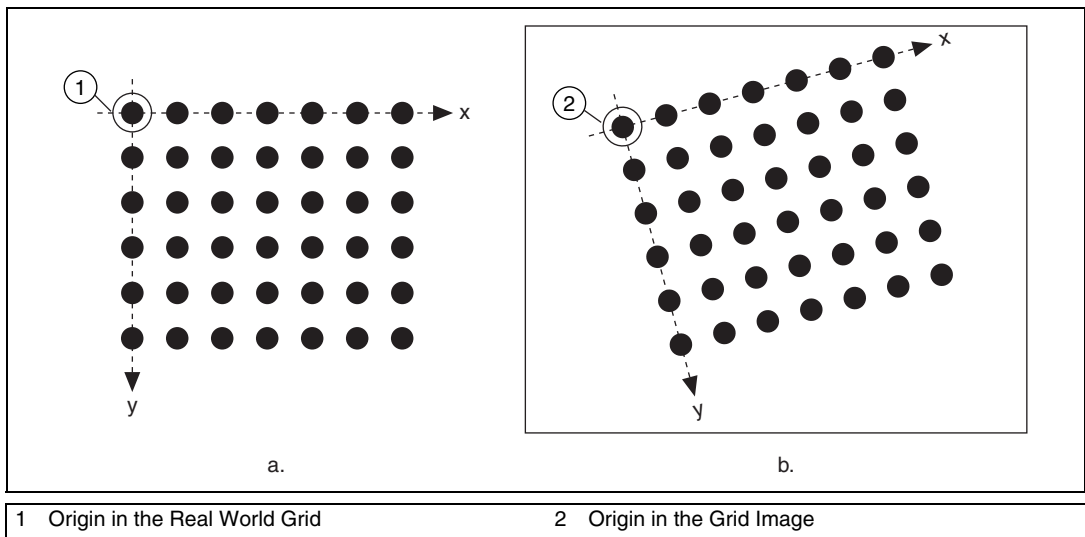 1
x
y
a.
2
x
y
b.
1 Origin in the Real World Grid
2 Origin in the Grid Image